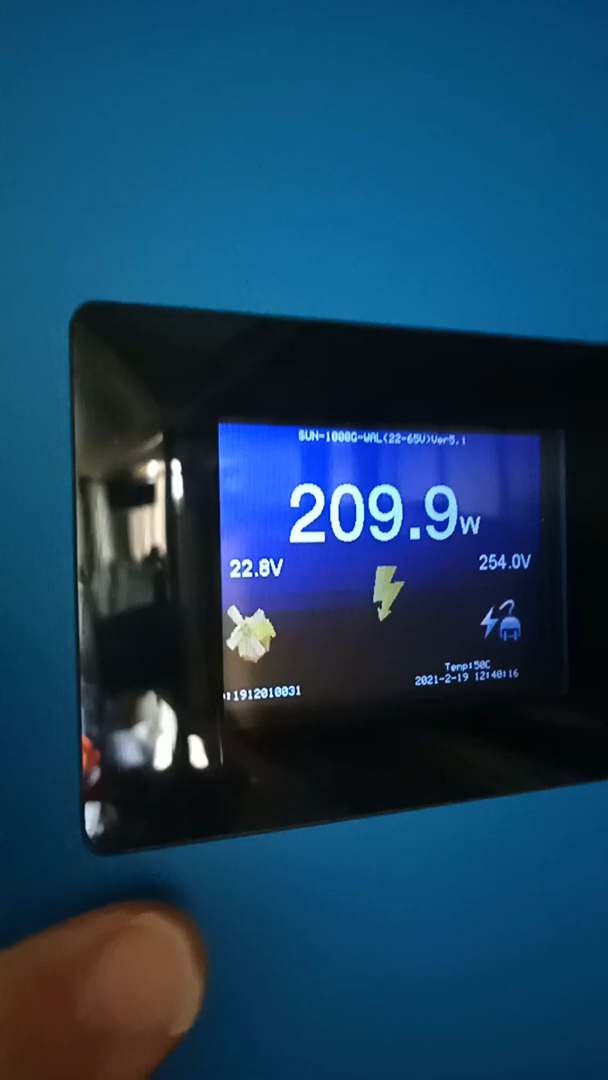 SUN-1000G-WAL(22-65V)Ver5.1
209.9W
22.8V
254.0V
Temp:50C
2021-2-19 12:40:16
:1912010031